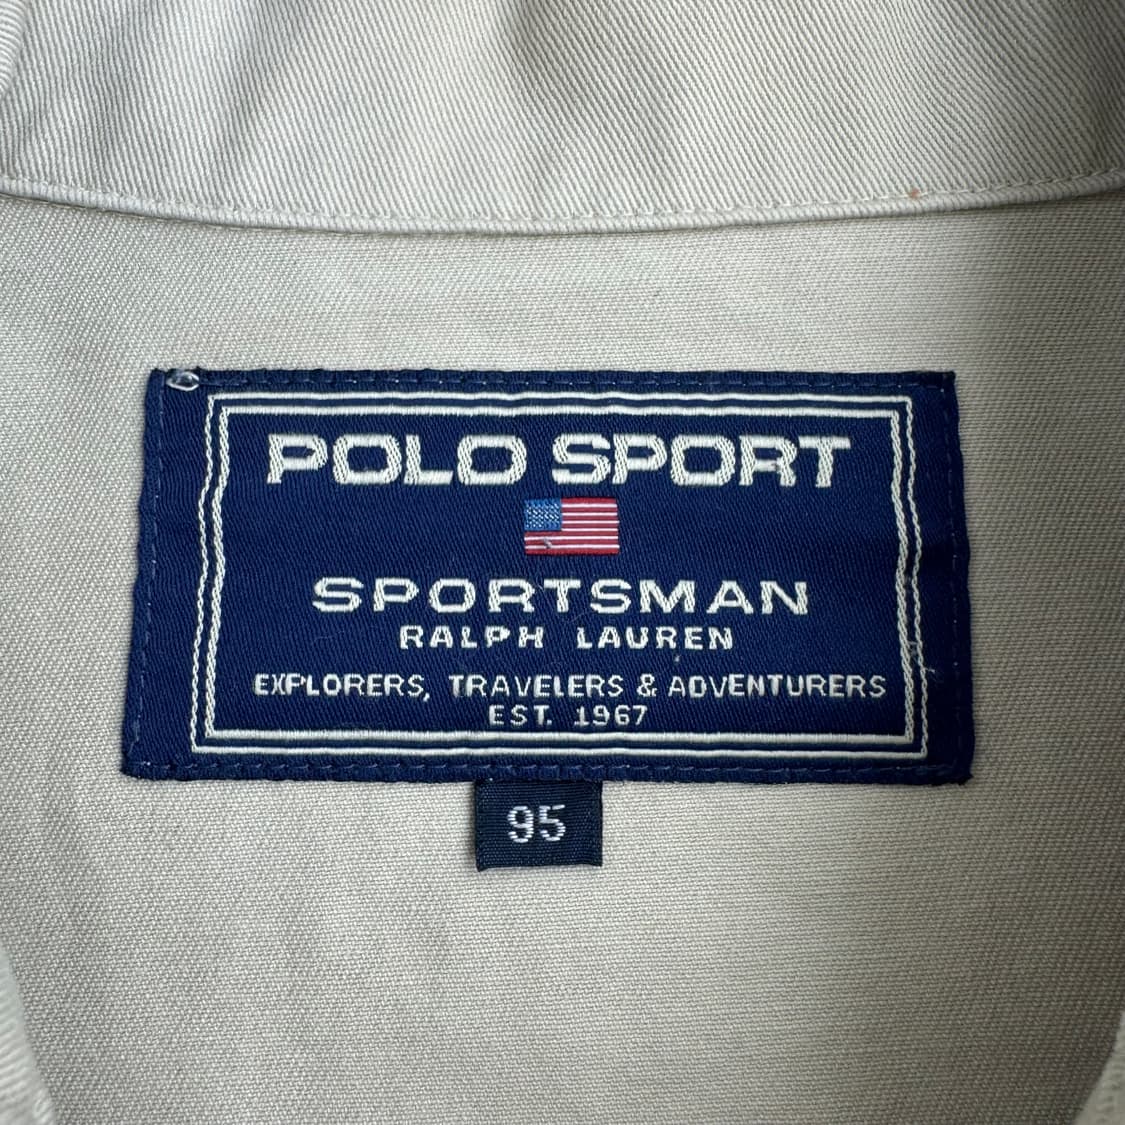 POLO SPORT
SPORTSMAN
RALPH LAUREN
EXPLORERS, TRAVELERS & ADVENTURERS
EST. 1967
95